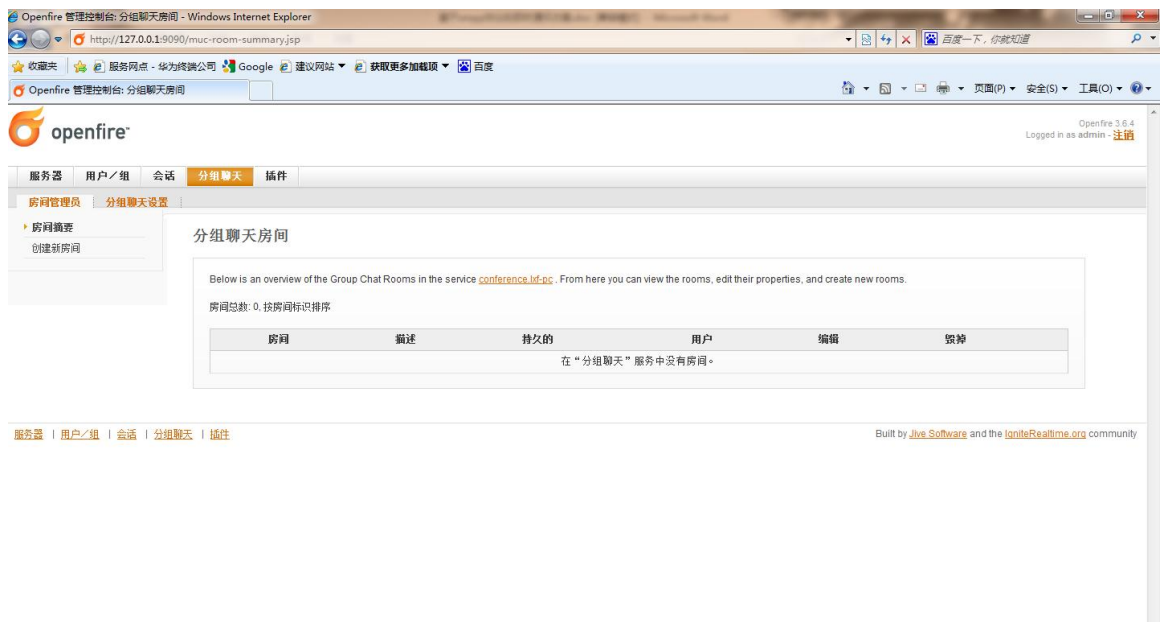 Openfire 管理控制台: 分组聊天房间 - Windows Internet Explorer
http://127.0.0.1:9090/muc-room-summary.jsp
百度一下，你就知道
收藏夹 服务网点 - 华为终端公司 Google 建议网站 ▼ 获取更多加载项 ▼ 百度
Openfire 管理控制台: 分组聊天房间
页面(P) ▼ 安全(S) ▼ 工具(O) ▼
openfire™
Openfire 3.6.4
Logged in as admin - 注销
服务器 用户／组 会话 分组聊天 插件
房间管理员 分组聊天设置
房间摘要
创建新房间
分组聊天房间
Below is an overview of the Group Chat Rooms in the service conference.lxf-pc . From here you can view the rooms, edit their properties, and create new rooms.
房间总数: 0, 按房间标识排序
房间 描述 持久的 用户 编辑 毁掉
在“分组聊天”服务中没有房间。
服务器 | 用户／组 | 会话 | 分组聊天 | 插件
Built by Jive Software and the IgniteRealtime.org community